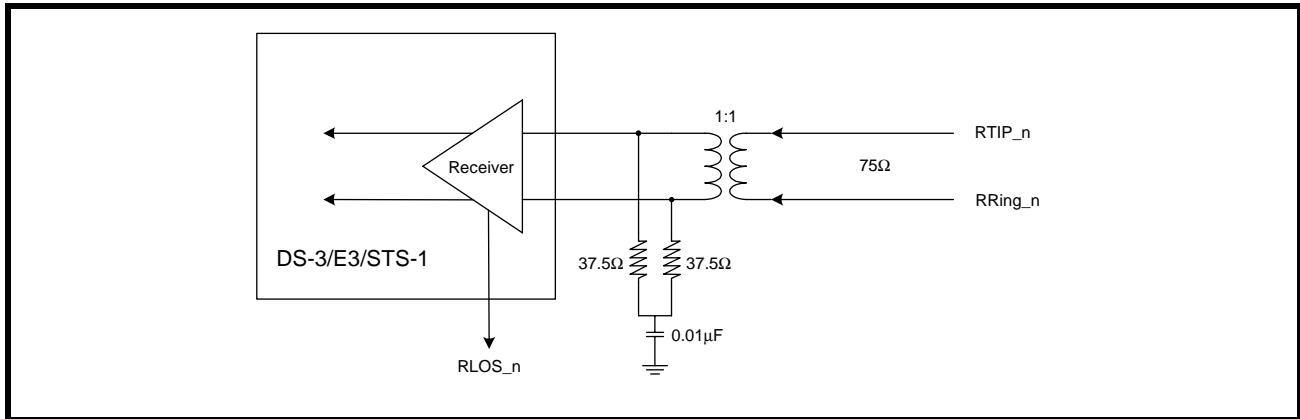 1:1
RTIP_n
Receiver
75Ω
RRing_n
DS-3/E3/STS-1
37.5Ω
37.5Ω
0.01μF
RLOS_n